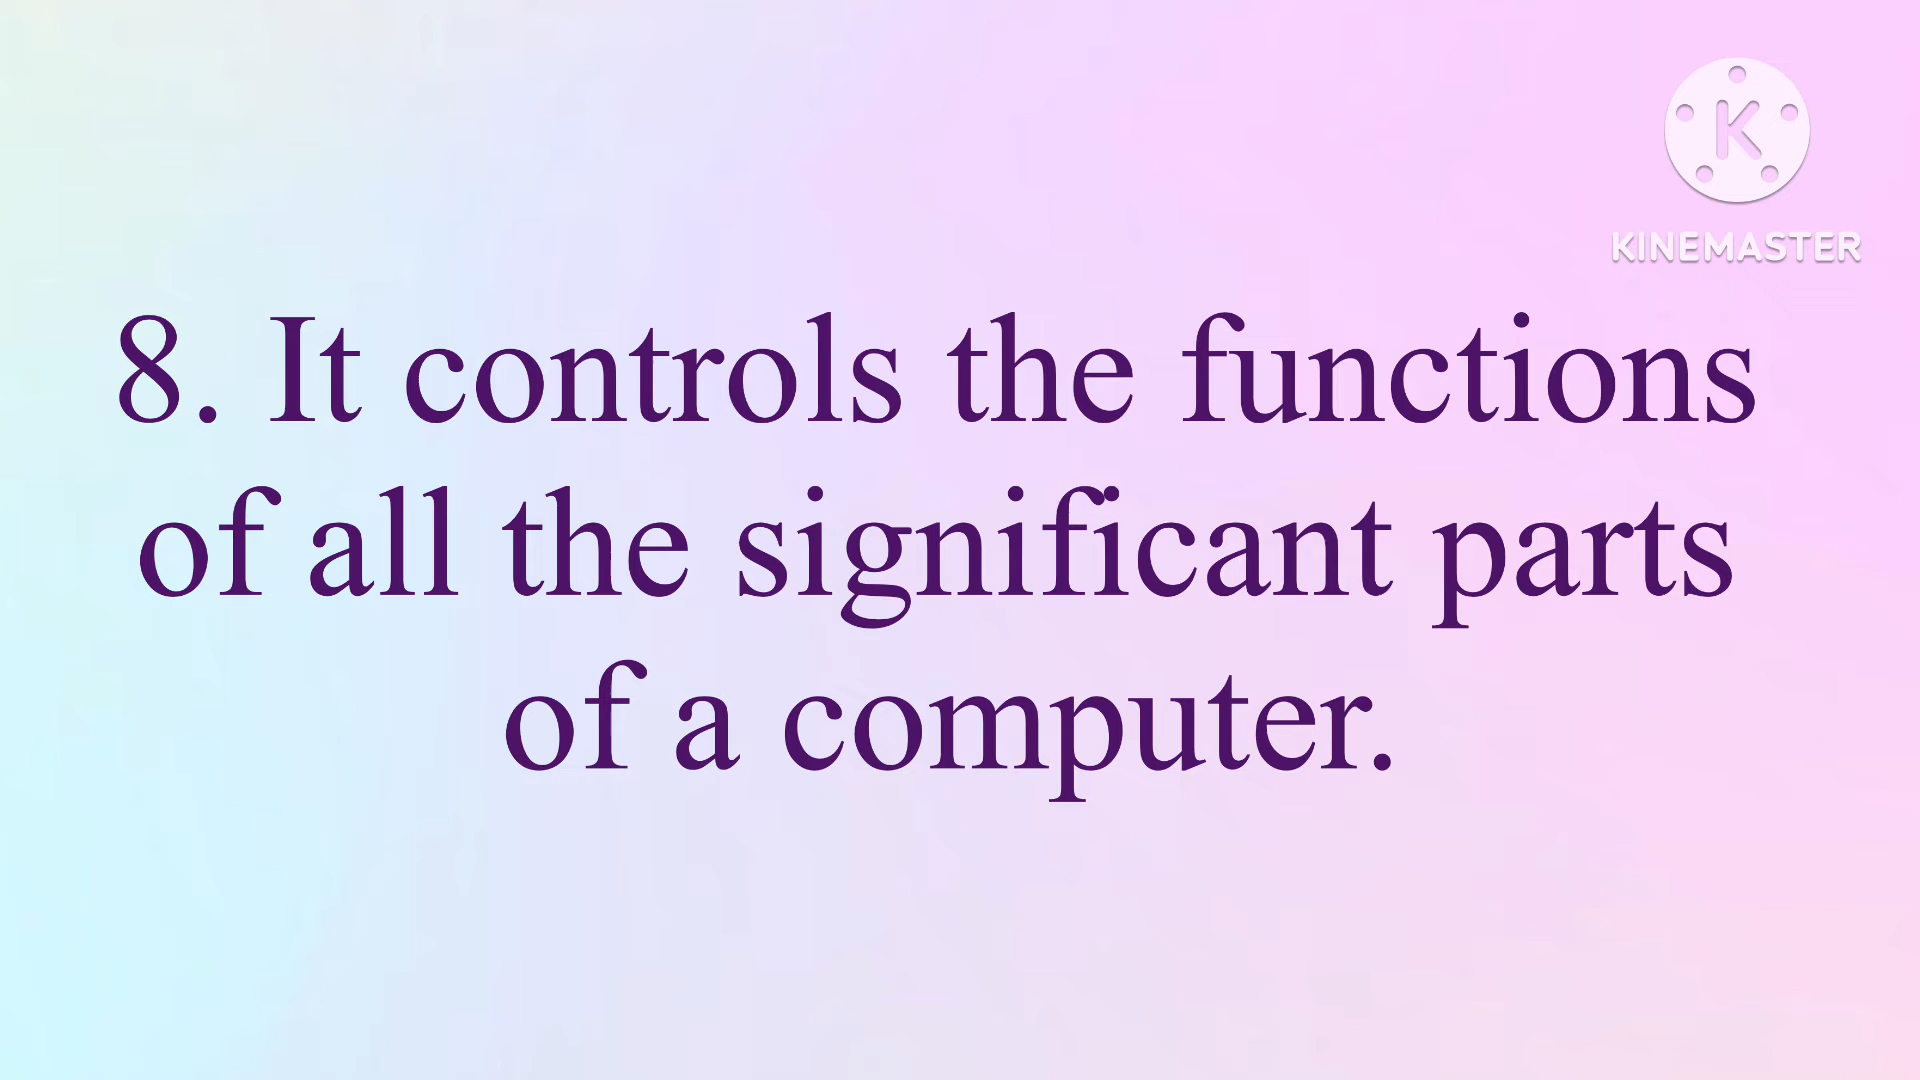 KINEMASTER
8. It controls the functions
of all the significant parts
of a computer.